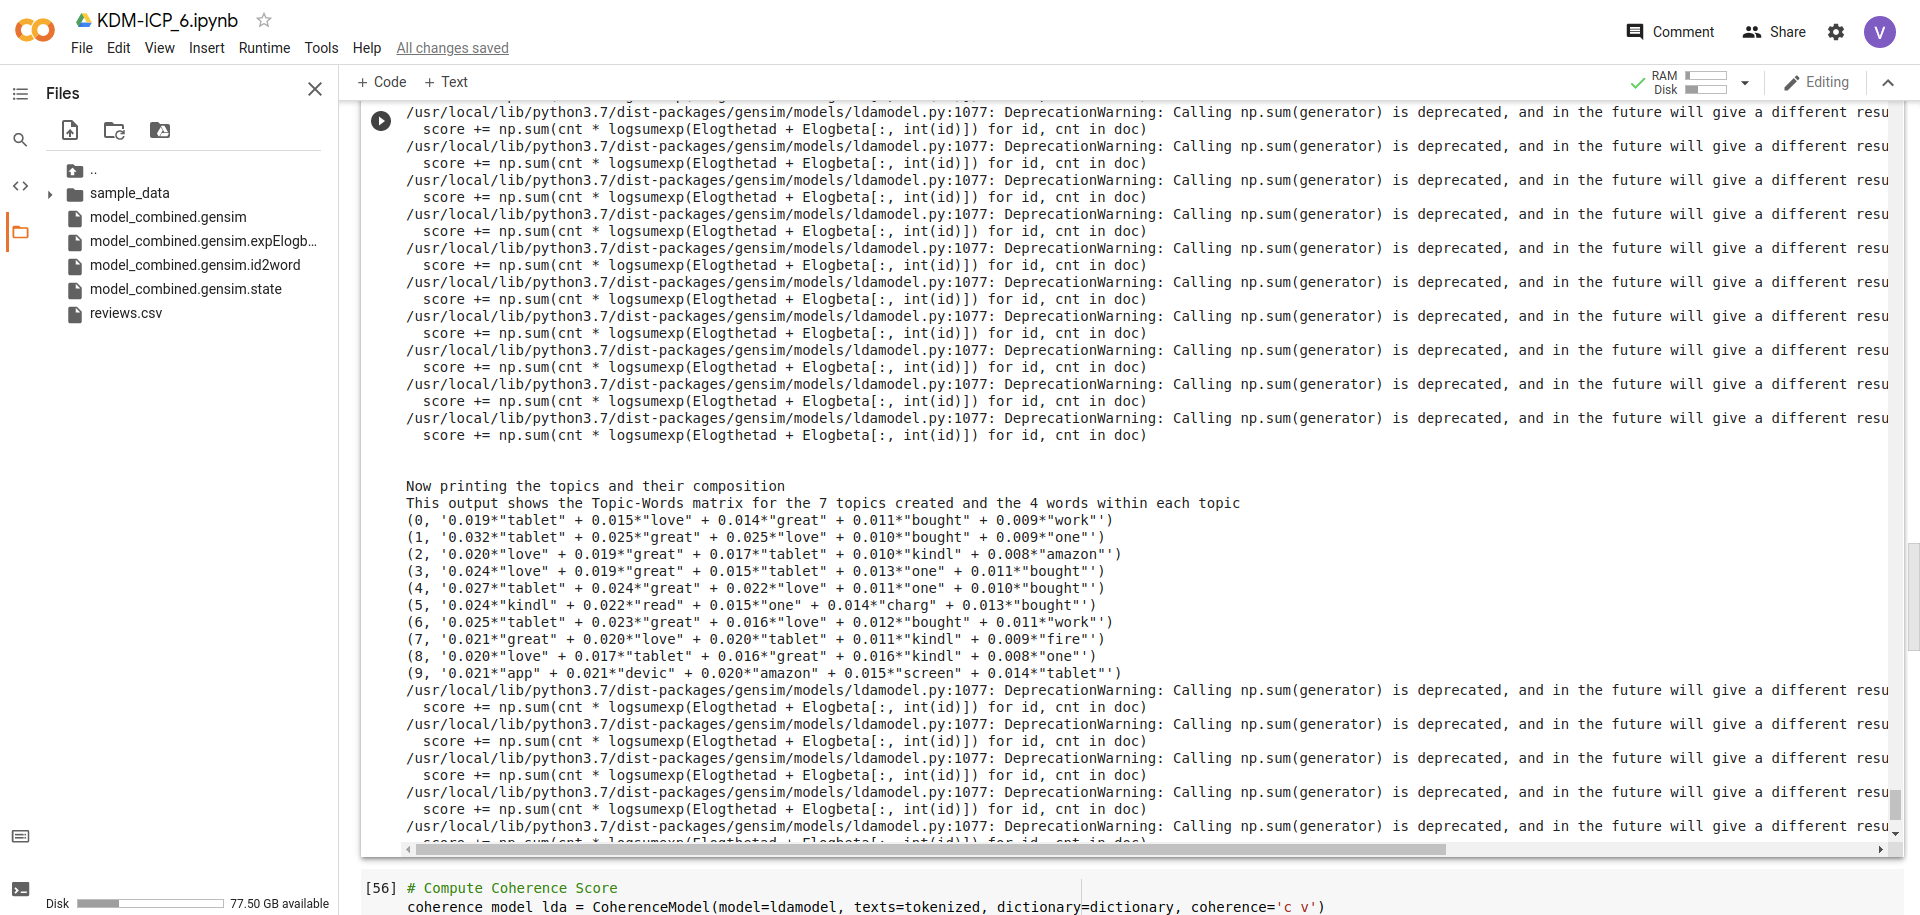 KDM-ICP_6.ipynb
File Edit View Insert Runtime Tools Help All changes saved
Comment Share V
Files
+ Code + Text
RAM
Disk
Editing
..
sample_data
model_combined.gensim
model_combined.gensim.expElogb...
model_combined.gensim.id2word
model_combined.gensim.state
reviews.csv
Disk 77.50 GB available
/usr/local/lib/python3.7/dist-packages/gensim/models/ldamodel.py:1077: DeprecationWarning: Calling np.sum(generator) is deprecated, and in the future will give a different resu
score += np.sum(cnt * logsumexp(Elogthetad + Elogbeta[:, int(id)]) for id, cnt in doc)
/usr/local/lib/python3.7/dist-packages/gensim/models/ldamodel.py:1077: DeprecationWarning: Calling np.sum(generator) is deprecated, and in the future will give a different resu
score += np.sum(cnt * logsumexp(Elogthetad + Elogbeta[:, int(id)]) for id, cnt in doc)
/usr/local/lib/python3.7/dist-packages/gensim/models/ldamodel.py:1077: DeprecationWarning: Calling np.sum(generator) is deprecated, and in the future will give a different resu
score += np.sum(cnt * logsumexp(Elogthetad + Elogbeta[:, int(id)]) for id, cnt in doc)
/usr/local/lib/python3.7/dist-packages/gensim/models/ldamodel.py:1077: DeprecationWarning: Calling np.sum(generator) is deprecated, and in the future will give a different resu
score += np.sum(cnt * logsumexp(Elogthetad + Elogbeta[:, int(id)]) for id, cnt in doc)
/usr/local/lib/python3.7/dist-packages/gensim/models/ldamodel.py:1077: DeprecationWarning: Calling np.sum(generator) is deprecated, and in the future will give a different resu
score += np.sum(cnt * logsumexp(Elogthetad + Elogbeta[:, int(id)]) for id, cnt in doc)
/usr/local/lib/python3.7/dist-packages/gensim/models/ldamodel.py:1077: DeprecationWarning: Calling np.sum(generator) is deprecated, and in the future will give a different resu
score += np.sum(cnt * logsumexp(Elogthetad + Elogbeta[:, int(id)]) for id, cnt in doc)
/usr/local/lib/python3.7/dist-packages/gensim/models/ldamodel.py:1077: DeprecationWarning: Calling np.sum(generator) is deprecated, and in the future will give a different resu
score += np.sum(cnt * logsumexp(Elogthetad + Elogbeta[:, int(id)]) for id, cnt in doc)
/usr/local/lib/python3.7/dist-packages/gensim/models/ldamodel.py:1077: DeprecationWarning: Calling np.sum(generator) is deprecated, and in the future will give a different resu
score += np.sum(cnt * logsumexp(Elogthetad + Elogbeta[:, int(id)]) for id, cnt in doc)
/usr/local/lib/python3.7/dist-packages/gensim/models/ldamodel.py:1077: DeprecationWarning: Calling np.sum(generator) is deprecated, and in the future will give a different resu
score += np.sum(cnt * logsumexp(Elogthetad + Elogbeta[:, int(id)]) for id, cnt in doc)
/usr/local/lib/python3.7/dist-packages/gensim/models/ldamodel.py:1077: DeprecationWarning: Calling np.sum(generator) is deprecated, and in the future will give a different resu
score += np.sum(cnt * logsumexp(Elogthetad + Elogbeta[:, int(id)]) for id, cnt in doc)
Now printing the topics and their composition
This output shows the Topic-Words matrix for the 7 topics created and the 4 words within each topic
(0, '0.019*"tablet" + 0.015*"love" + 0.014*"great" + 0.011*"bought" + 0.009*"work"')
(1, '0.032*"tablet" + 0.025*"great" + 0.025*"love" + 0.010*"bought" + 0.009*"one"')
(2, '0.020*"love" + 0.019*"great" + 0.017*"tablet" + 0.010*"kindl" + 0.008*"amazon"')
(3, '0.024*"love" + 0.019*"great" + 0.015*"tablet" + 0.013*"one" + 0.011*"bought"')
(4, '0.027*"tablet" + 0.024*"great" + 0.022*"love" + 0.011*"one" + 0.010*"bought"')
(5, '0.024*"kindl" + 0.022*"read" + 0.015*"one" + 0.014*"charg" + 0.013*"bought"')
(6, '0.025*"tablet" + 0.023*"great" + 0.016*"love" + 0.012*"bought" + 0.011*"work"')
(7, '0.021*"great" + 0.020*"love" + 0.020*"tablet" + 0.011*"kindl" + 0.009*"fire"')
(8, '0.020*"love" + 0.017*"tablet" + 0.016*"great" + 0.016*"kindl" + 0.008*"one"')
(9, '0.021*"app" + 0.021*"devic" + 0.020*"amazon" + 0.015*"screen" + 0.014*"tablet"')
/usr/local/lib/python3.7/dist-packages/gensim/models/ldamodel.py:1077: DeprecationWarning: Calling np.sum(generator) is deprecated, and in the future will give a different resu
score += np.sum(cnt * logsumexp(Elogthetad + Elogbeta[:, int(id)]) for id, cnt in doc)
/usr/local/lib/python3.7/dist-packages/gensim/models/ldamodel.py:1077: DeprecationWarning: Calling np.sum(generator) is deprecated, and in the future will give a different resu
score += np.sum(cnt * logsumexp(Elogthetad + Elogbeta[:, int(id)]) for id, cnt in doc)
/usr/local/lib/python3.7/dist-packages/gensim/models/ldamodel.py:1077: DeprecationWarning: Calling np.sum(generator) is deprecated, and in the future will give a different resu
score += np.sum(cnt * logsumexp(Elogthetad + Elogbeta[:, int(id)]) for id, cnt in doc)
/usr/local/lib/python3.7/dist-packages/gensim/models/ldamodel.py:1077: DeprecationWarning: Calling np.sum(generator) is deprecated, and in the future will give a different resu
score += np.sum(cnt * logsumexp(Elogthetad + Elogbeta[:, int(id)]) for id, cnt in doc)
/usr/local/lib/python3.7/dist-packages/gensim/models/ldamodel.py:1077: DeprecationWarning: Calling np.sum(generator) is deprecated, and in the future will give a different resu
[56] # Compute Coherence Score
coherence_model_lda = CoherenceModel(model=ldamodel, texts=tokenized, dictionary=dictionary, coherence='c_v')